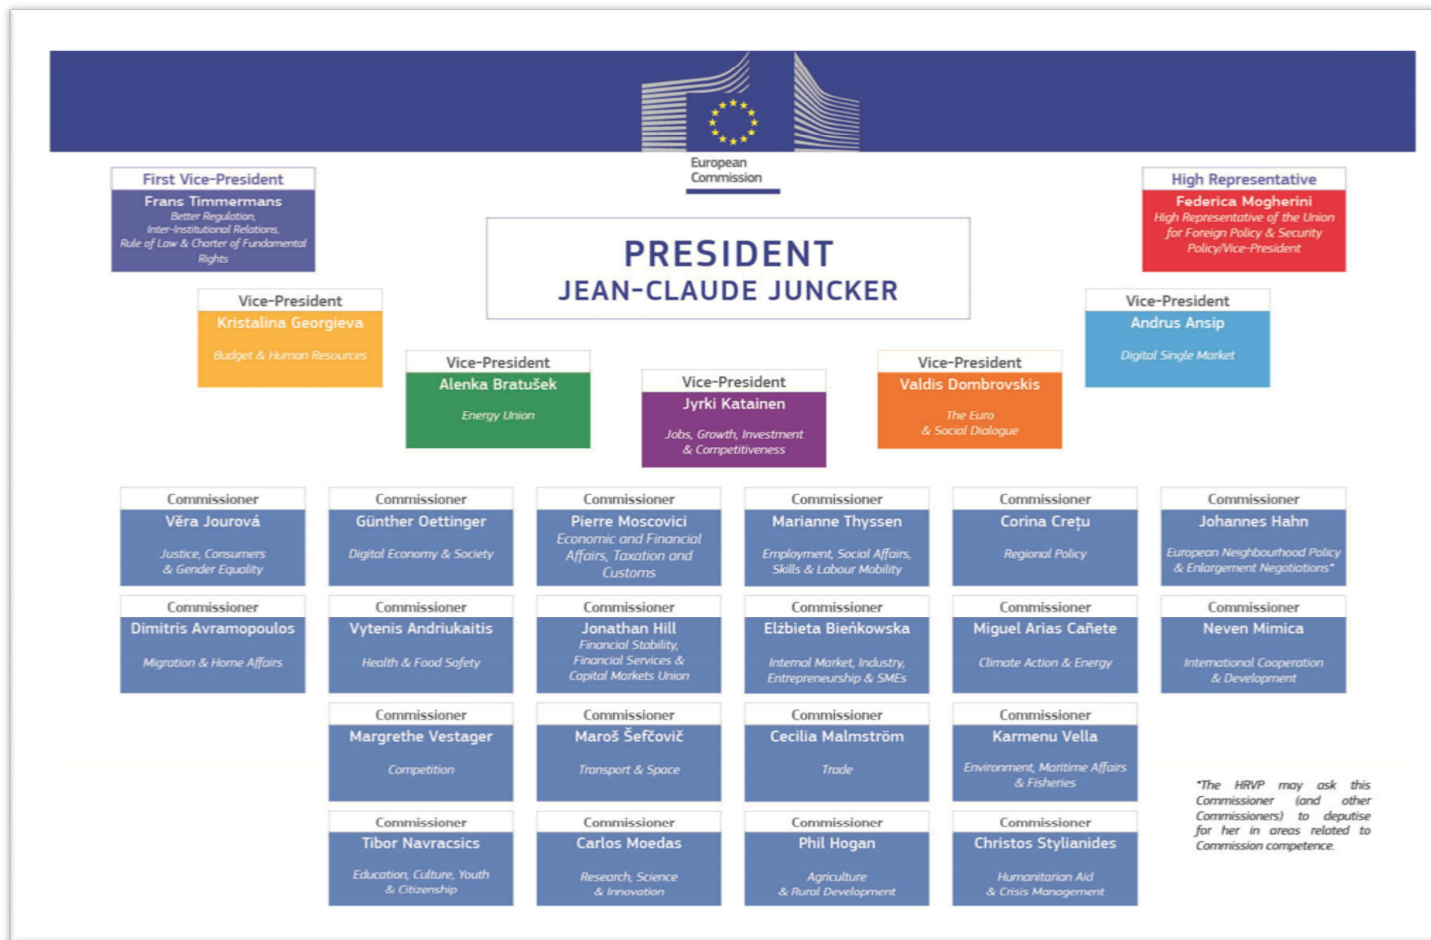 European
Commission
First Vice-President
Frans Timmermans
Better Regulation,
Inter-Institutional Relations,
Rule of Law & Charter of Fundamental
Rights
High Representative
Federica Mogherini
High Representative of the Union
for Foreign Policy & Security
Policy/Vice-President
PRESIDENT
JEAN-CLAUDE JUNCKER
Vice-President
Kristalina Georgieva
Budget & Human Resources
Vice-President
Andrus Ansip
Digital Single Market
Vice-President
Alenka Bratušek
Energy Union
Vice-President
Jyrki Katainen
Jobs, Growth, Investment
& Competitiveness
Vice-President
Valdis Dombrovskis
The Euro
& Social Dialogue
Commissioner
Věra Jourová
Justice, Consumers
& Gender Equality
Commissioner
Günther Oettinger
Digital Economy & Society
Commissioner
Pierre Moscovici
Economic and Financial
Affairs, Taxation and
Customs
Commissioner
Marianne Thyssen
Employment, Social Affairs,
Skills & Labour Mobility
Commissioner
Corina Crețu
Regional Policy
Commissioner
Johannes Hahn
European Neighbourhood Policy
& Enlargement Negotiations*
Commissioner
Dimitris Avramopoulos
Migration & Home Affairs
Commissioner
Vytenis Andriukaitis
Health & Food Safety
Commissioner
Jonathan Hill
Financial Stability,
Financial Services &
Capital Markets Union
Commissioner
Elżbieta Bieńkowska
Internal Market, Industry,
Entrepreneurship & SMEs
Commissioner
Miguel Arias Cañete
Climate Action & Energy
Commissioner
Neven Mimica
International Cooperation
& Development
Commissioner
Margrethe Vestager
Competition
Commissioner
Maroš Šefčovič
Transport & Space
Commissioner
Cecilia Malmström
Trade
Commissioner
Karmenu Vella
Environment, Maritime Affairs
& Fisheries
Commissioner
Tibor Navracsics
Education, Culture, Youth
& Citizenship
Commissioner
Carlos Moedas
Research, Science
& Innovation
Commissioner
Phil Hogan
Agriculture
& Rural Development
Commissioner
Christos Stylianides
Humanitarian Aid
& Crisis Management
*The HRVP may ask this
Commissioner (and other
Commissioners) to deputise
for her in areas related to
Commission competence.